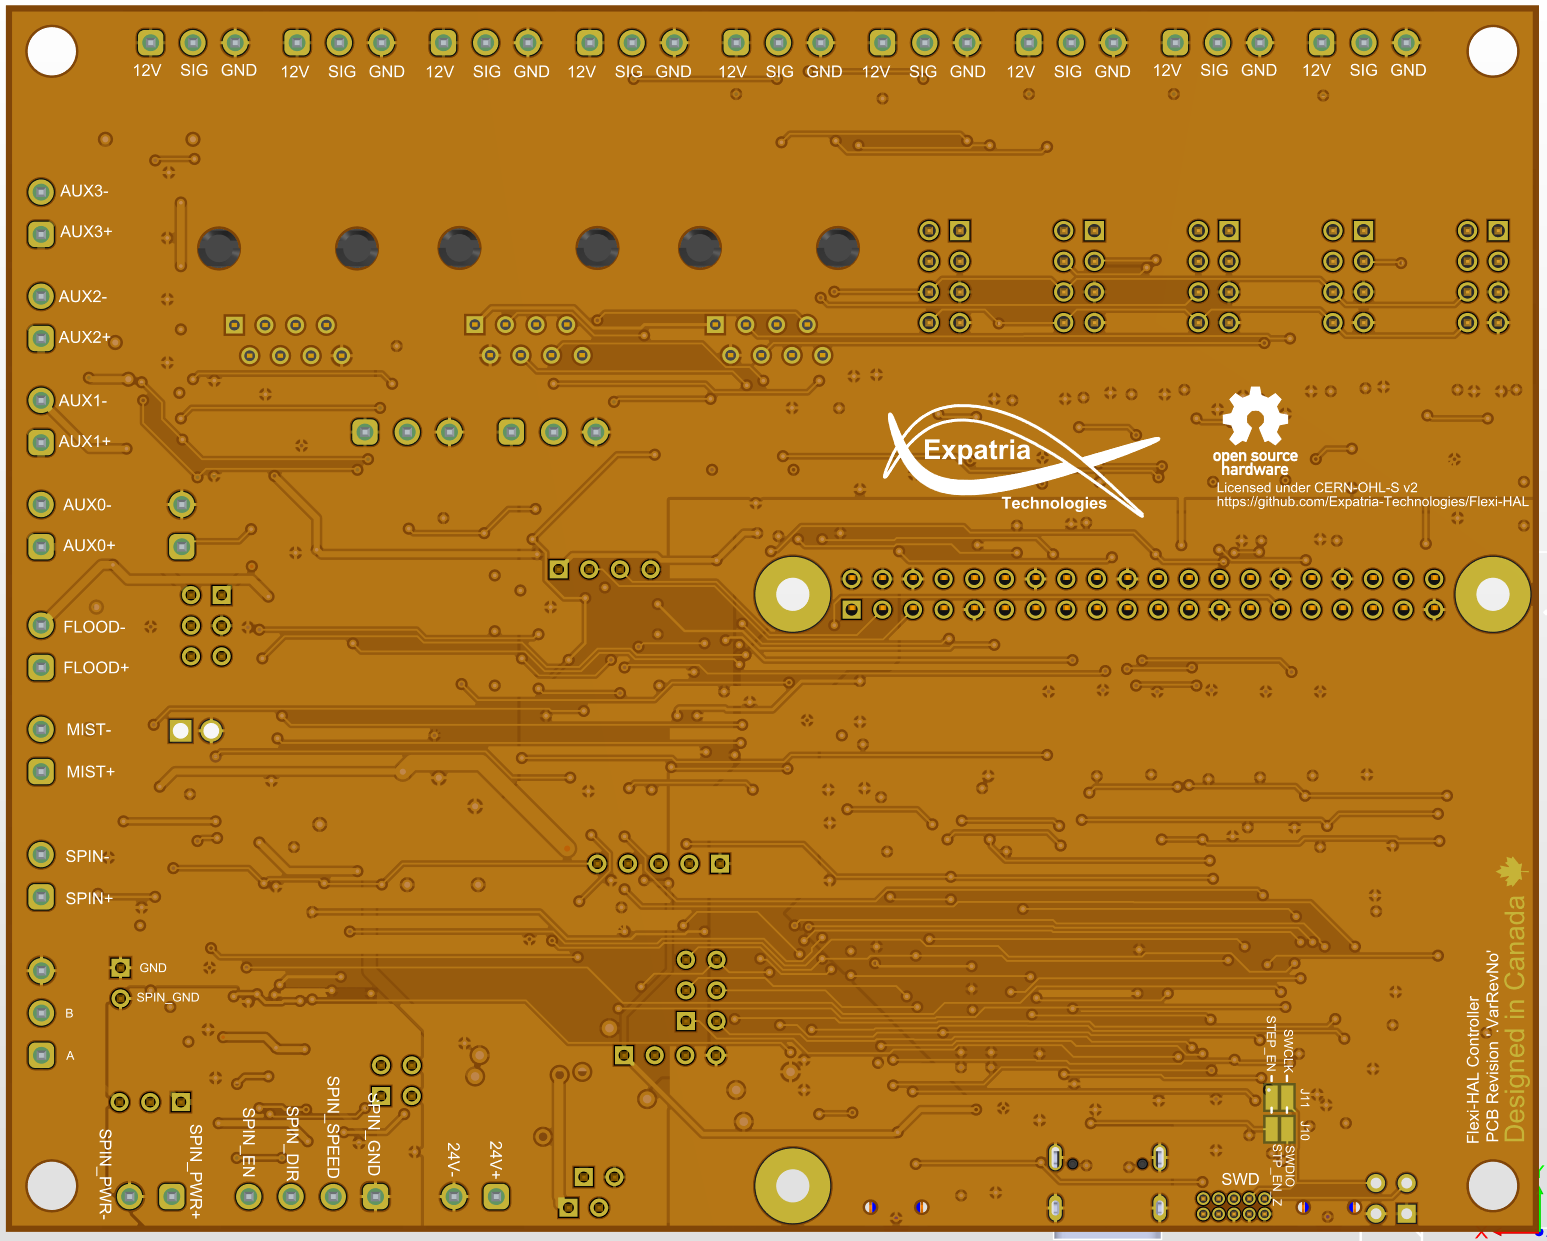 12V SIG GND 12V SIG GND 12V SIG GND 12V SIG GND 12V SIG GND 12V SIG GND 12V SIG GND 12V SIG GND 12V SIG GND
AUX3-
AUX3+
AUX2-
AUX2+
AUX1-
AUX1+
AUX0-
AUX0+
FLOOD-
FLOOD+
MIST-
MIST+
SPIN-
SPIN+
GND
SPIN_GND
B
A
Expatria
Technologies
open source
hardware
Licensed under CERN-OHL-S v2
https://github.com/Expatria-Technologies/Flexi-HAL
SPIN_PWR-
SPIN_PWR+
SPIN_EN
SPIN_DIR
SPIN_SPEED
SPIN_GND
24V-
24V+
STEP_EN
SWCLK
J11
J10
STP_EN_Z
SWDIO
SWD
Flexi-HAL Controller
PCB Revision '.VarRevNo'
Designed in Canada
X
Y